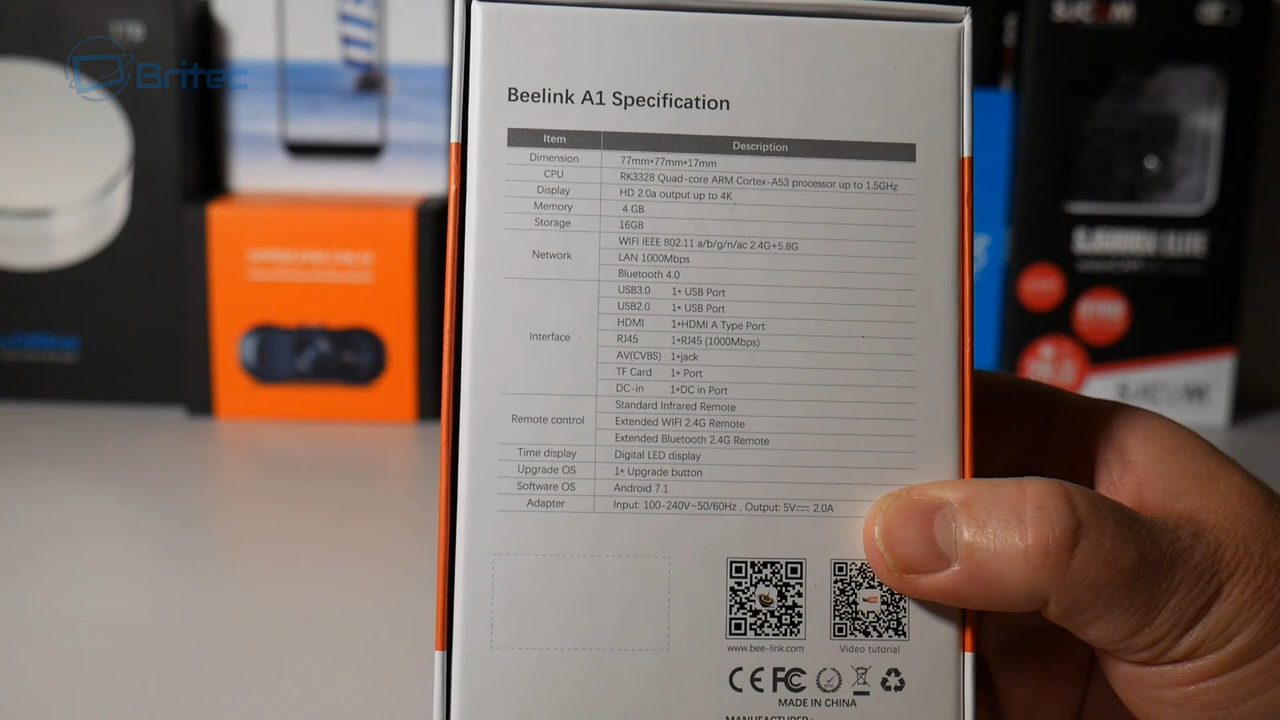 Britec
1TB
SJCAM
Beelink A1 Specification
Item Description
Dimension 77mm*77mm*17mm
CPU RK3328 Quad-core ARM Cortex-A53 processor up to 1.5GHz
Display HD 2.0a output up to 4K
Memory 4 GB
Storage 16GB
Network WIFI IEEE 802.11 a/b/g/n/ac 2.4G+5.8G
LAN 1000Mbps
Bluetooth 4.0
Interface USB3.0 1* USB Port
USB2.0 1* USB Port
HDMI 1*HDMI A Type Port
RJ45 1*RJ45 (1000Mbps)
AV(CVBS) 1*jack
TF Card 1* Port
DC-in 1*DC in Port
Remote control Standard Infrared Remote
Extended WIFI 2.4G Remote
Extended Bluetooth 2.4G Remote
Time display Digital LED display
Upgrade OS 1* Upgrade button
Software OS Android 7.1
Adapter Input: 100-240V~50/60Hz , Output: 5V⎓ 2.0A
www.bee-link.com Video tutorial
CE FC
MADE IN CHINA
MANUFACTURER:
SJCAM